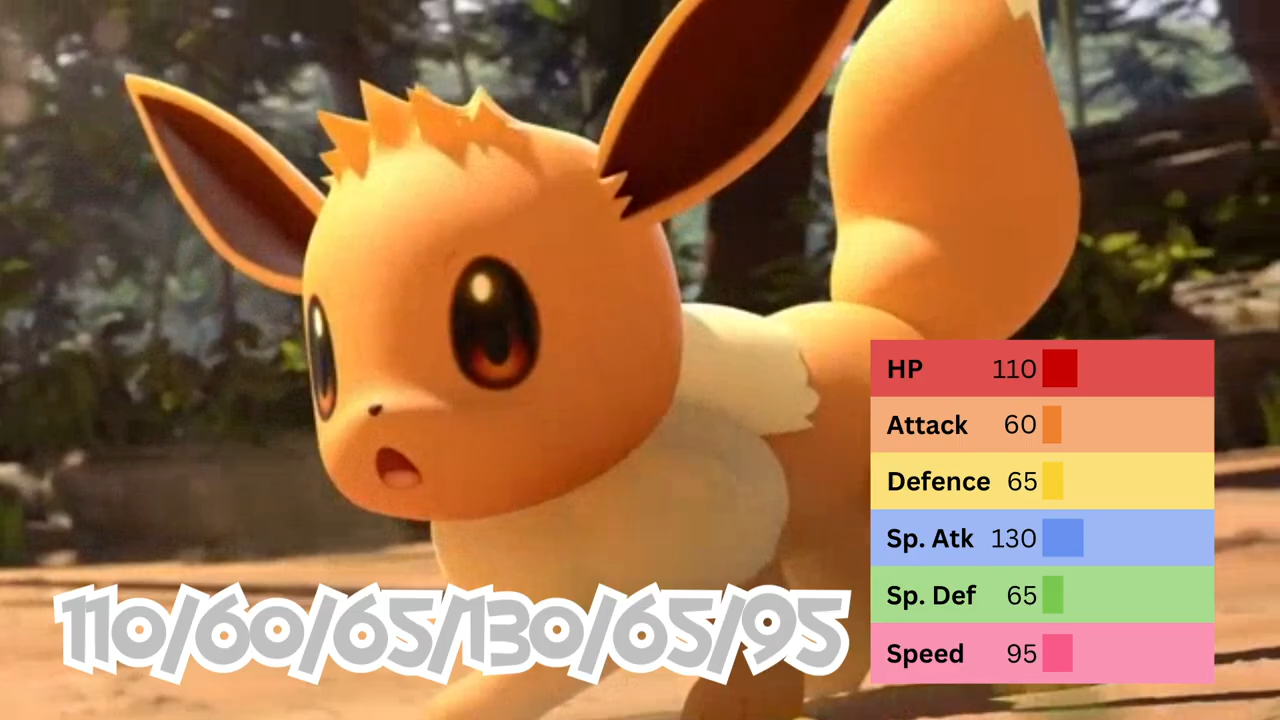 HP 110
Attack 60
Defence 65
Sp. Atk 130
Sp. Def 65
Speed 95
110/60/65/130/65/95